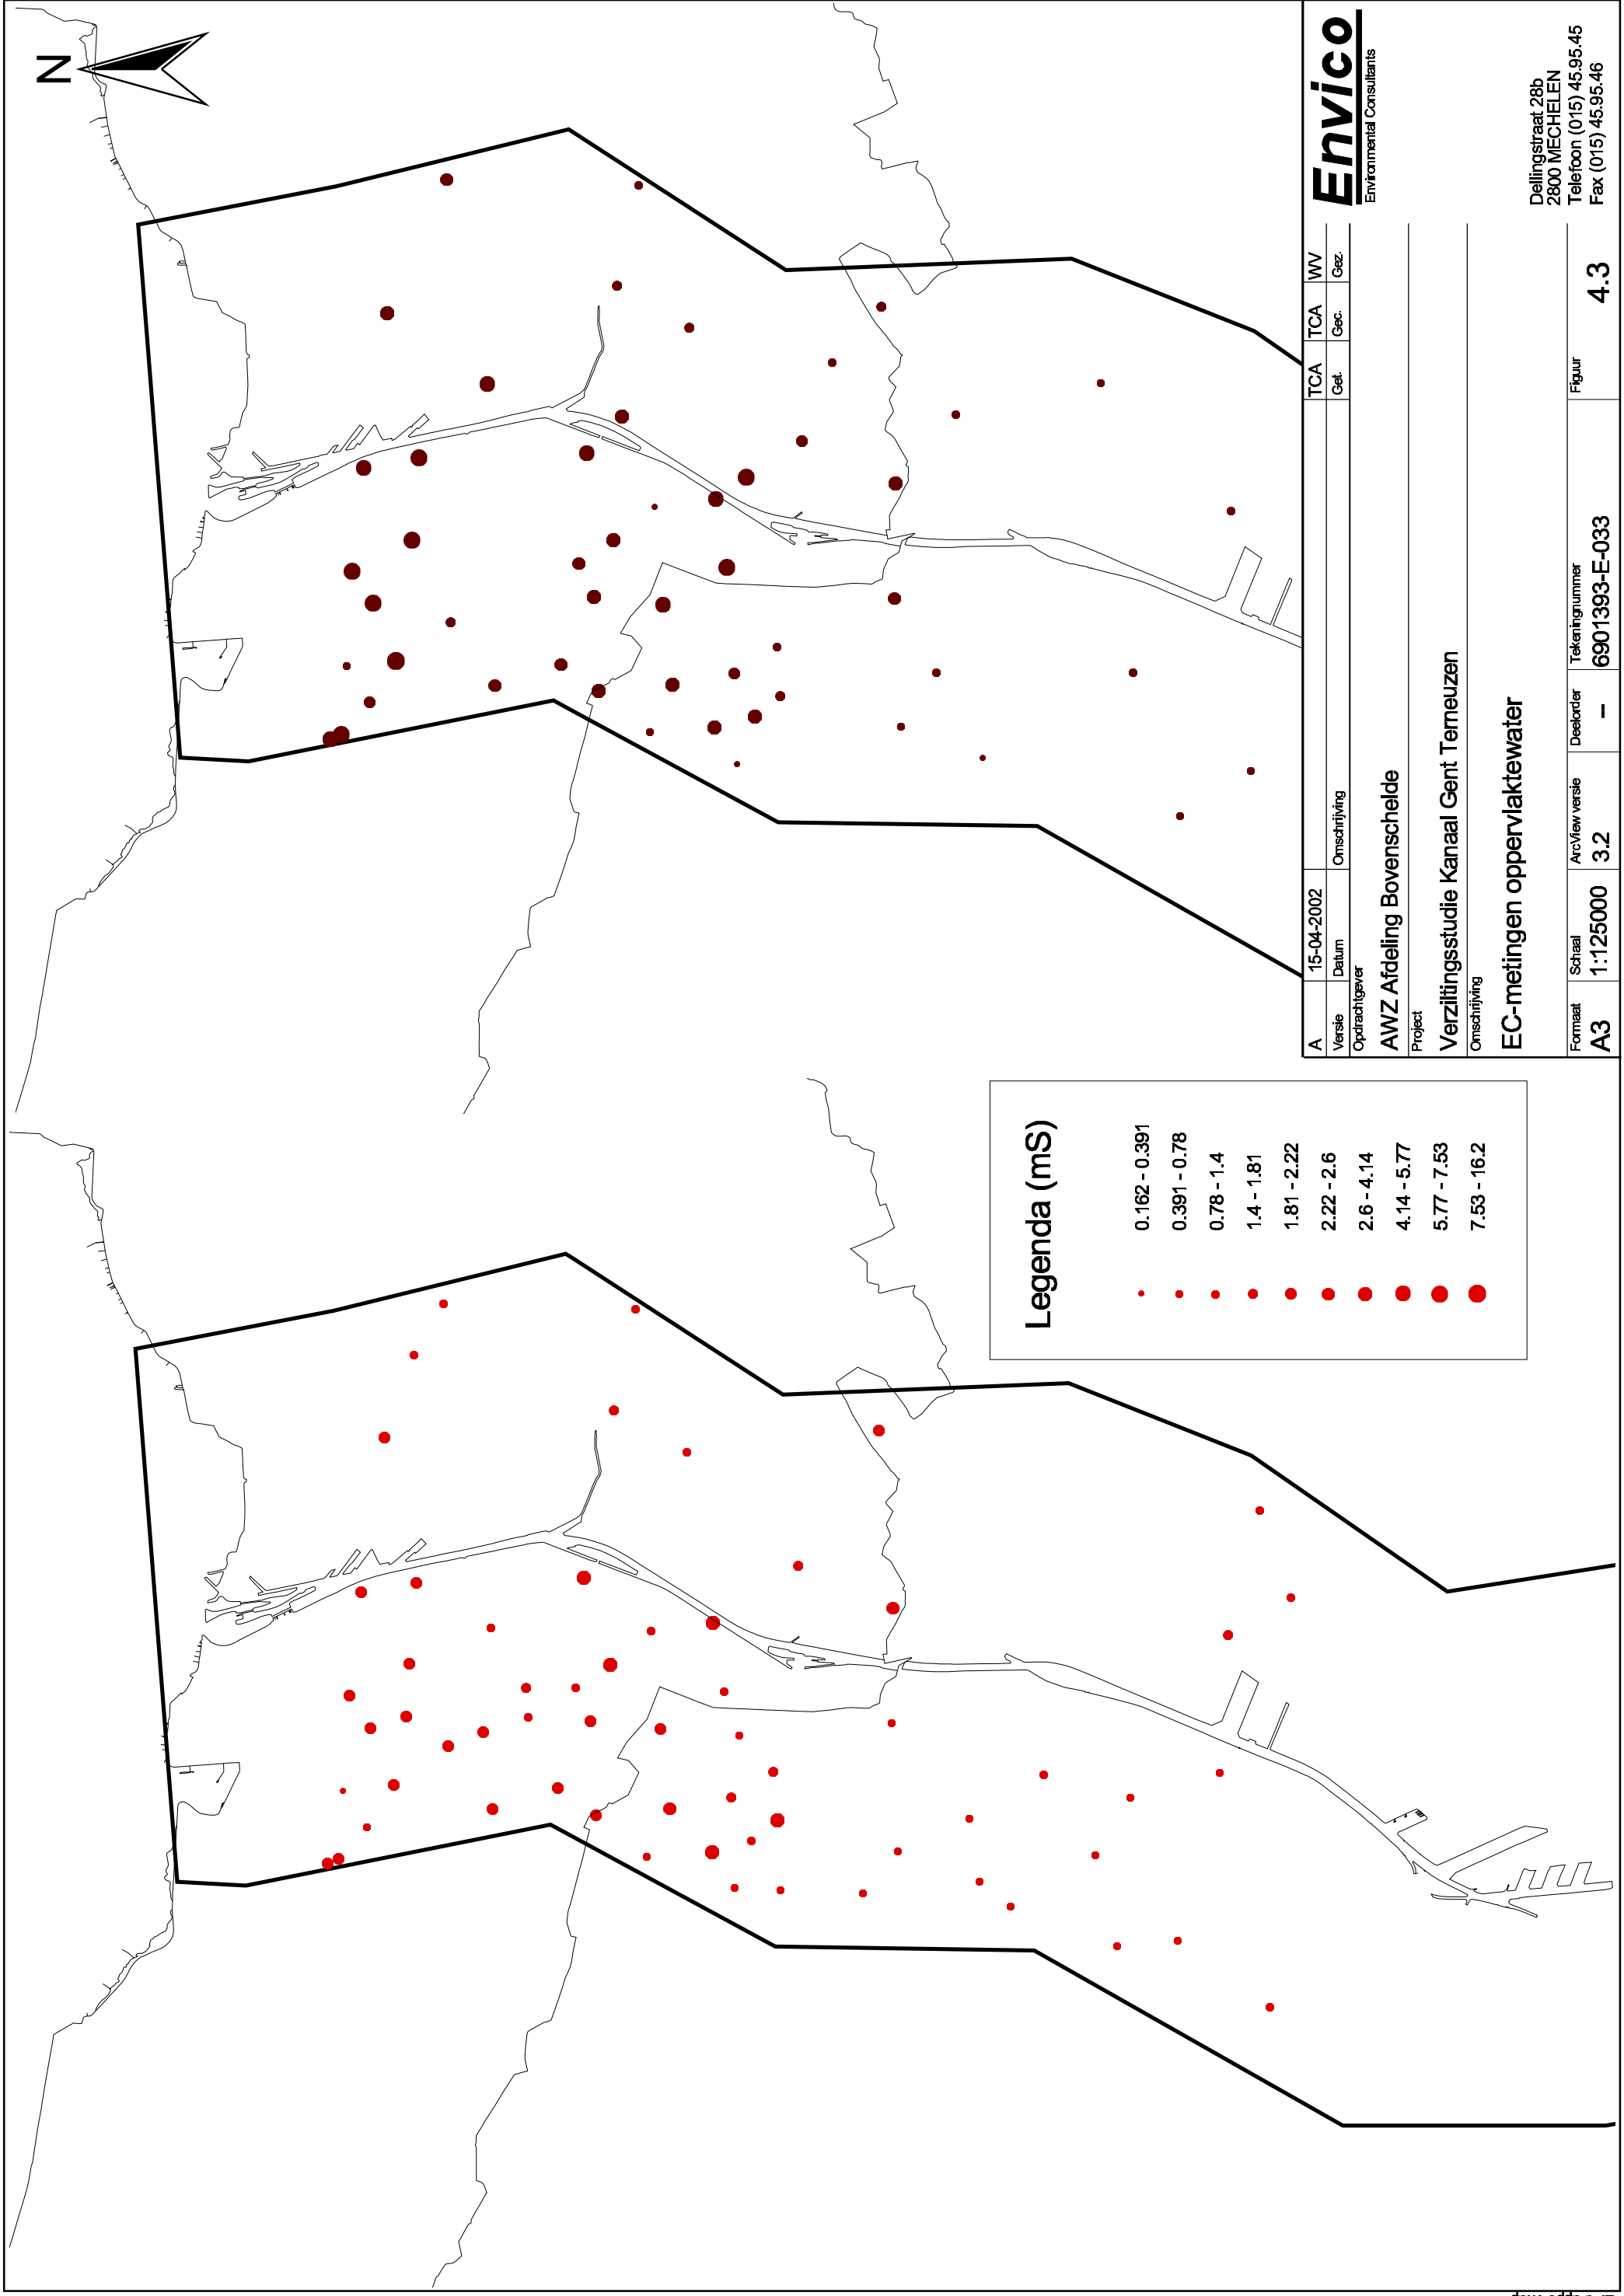 N
Legenda (mS)
0.162 - 0.391
0.391 - 0.78
0.78 - 1.4
1.4 - 1.81
1.81 - 2.22
2.22 - 2.6
2.6 - 4.14
4.14 - 5.77
5.77 - 7.53
7.53 - 16.2
A 15-04-2002 TCA TCA WV
Versie Datum Omschrijving Get. Gec. Gez.
Opdrachtgever
AWZ Afdeling Bovenschelde
Project
Verziltingsstudie Kanaal Gent Terneuzen
Omschrijving
EC-metingen oppervlaktewater
Formaat Schaal ArcView versie Deelorder Tekeningnummer Figuur
A3 1:125000 3.2 – 6901393-E-033 4.3
Envico
Environmental Consultants
Dellingstraat 28b
2800 MECHELEN
Telefoon (015) 45.95.45
Fax (015) 45.95.46